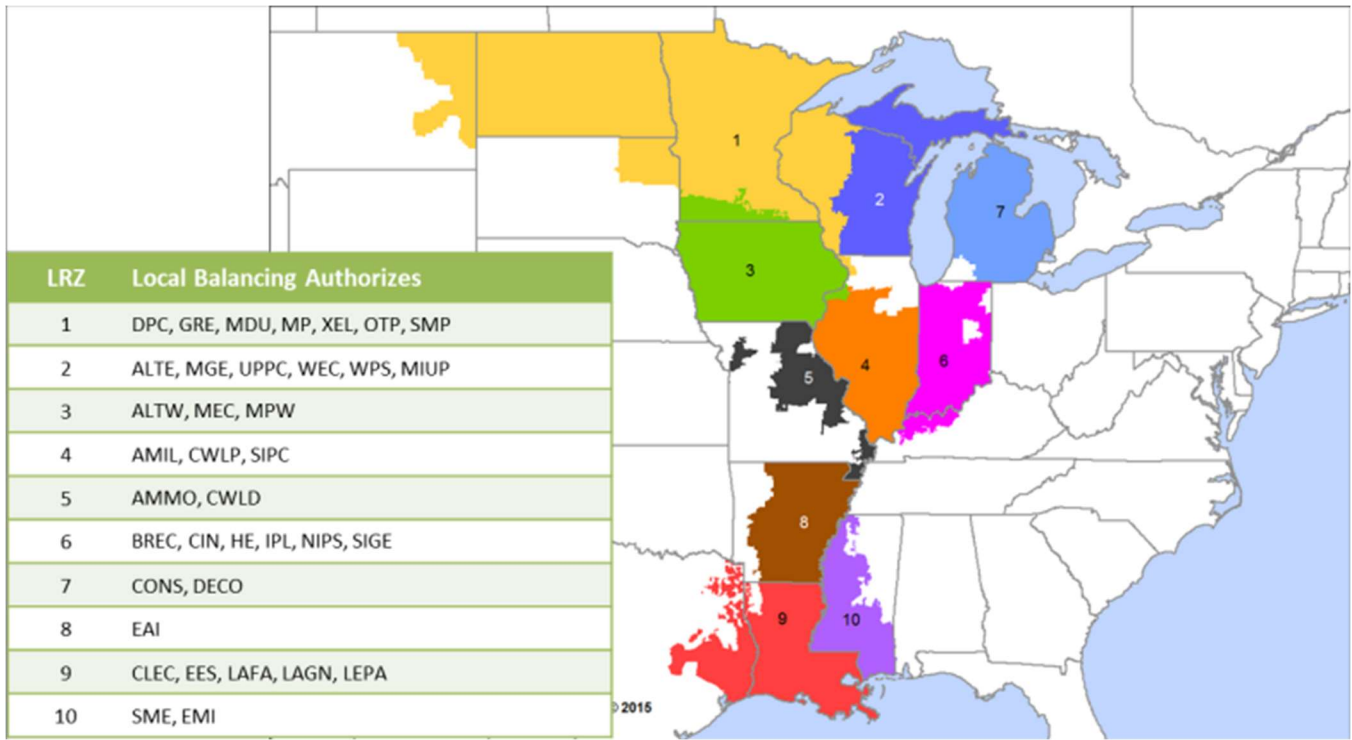 LRZ Local Balancing Authorizes
1 DPC, GRE, MDU, MP, XEL, OTP, SMP
2 ALTE, MGE, UPPC, WEC, WPS, MIUP
3 ALTW, MEC, MPW
4 AMIL, CWLP, SIPC
5 AMMO, CWLD
6 BREC, CIN, HE, IPL, NIPS, SIGE
7 CONS, DECO
8 EAI
9 CLEC, EES, LAFA, LAGN, LEPA
10 SME, EMI
1
2
7
3
4
6
5
8
9
10
© 2015